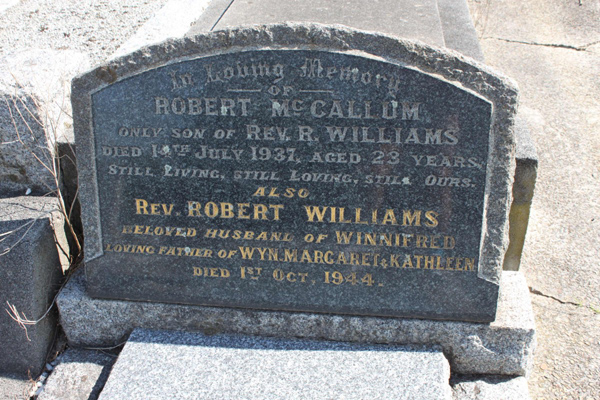 In Loving Memory
OF
ROBERT McCALLUM
ONLY SON OF REV. R. WILLIAMS
DIED 14TH JULY 1937, AGED 23 YEARS.
STILL LIVING, STILL LOVING, STILL OURS.
ALSO
REV. ROBERT WILLIAMS
BELOVED HUSBAND OF WINNIFRED
LOVING FATHER OF WYN, MARGARET & KATHLEEN
DIED 1ST OCT, 1944.